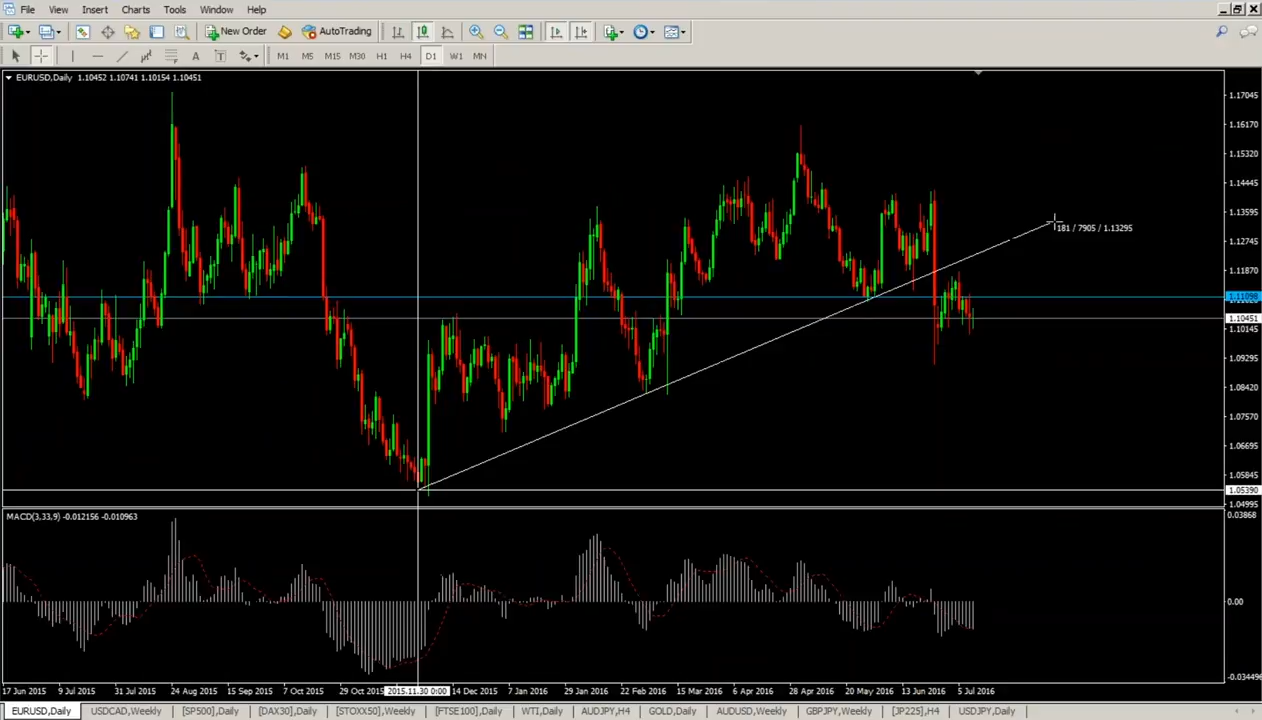 File View Insert Charts Tools Window Help
New Order AutoTrading
A T M1 M5 M15 M30 H1 H4 D1 W1 MN
EURUSD,Daily 1.10452 1.10741 1.10154 1.10451
1.17045
1.16170
1.15320
1.14445
1.13595
181 / 7905 / 1.13295
1.12745
1.11870
1.11098
1.10451
1.10145
1.09295
1.08420
1.07570
1.06695
1.05845
1.05390
1.04995
MACD(3,33,9) -0.012156 -0.010963
0.03868
0.00
-0.034496
17 Jun 2015 9 Jul 2015 31 Jul 2015 24 Aug 2015 15 Sep 2015 7 Oct 2015 29 Oct 2015 2015.11.30 0:00 14 Dec 2015 7 Jan 2016 29 Jan 2016 22 Feb 2016 15 Mar 2016 6 Apr 2016 28 Apr 2016 20 May 2016 13 Jun 2016 5 Jul 2016
EURUSD,Daily USDCAD,Weekly [SP500],Daily [DAX30],Daily [STOXX50],Weekly [FTSE100],Daily WTI,Daily AUDJPY,H4 GOLD,Daily AUDUSD,Weekly GBPJPY,Weekly [JP225],H4 USDJPY,Daily